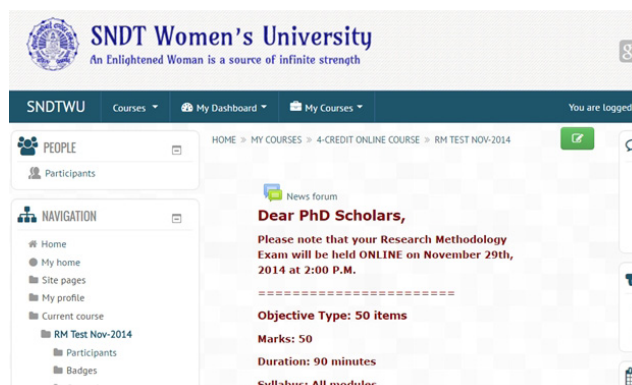 SNDT Women's University
An Enlightened Woman is a source of infinite strength
SNDTWU Courses My Dashboard My Courses You are logged
PEOPLE
Participants
NAVIGATION
Home
My home
Site pages
My profile
Current course
RM Test Nov-2014
Participants
Badges
HOME » MY COURSES » 4-CREDIT ONLINE COURSE » RM TEST NOV-2014
News forum
Dear PhD Scholars,
Please note that your Research Methodology
Exam will be held ONLINE on November 29th,
2014 at 2:00 P.M.
=======================
Objective Type: 50 items
Marks: 50
Duration: 90 minutes
Syllabus: All modules